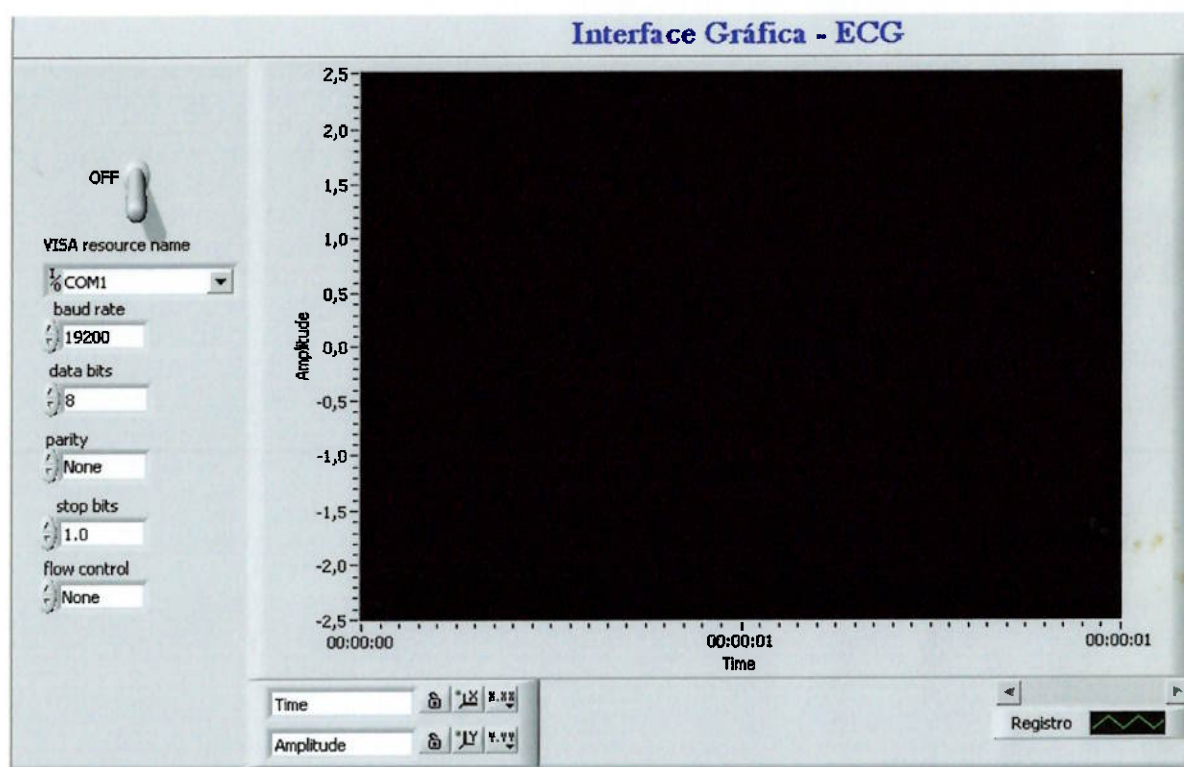 Interface Gráfica - ECG
OFF
VISA resource name
COM1
baud rate
19200
data bits
8
parity
None
stop bits
1.0
flow control
None
2,5
2,0
1,5
1,0
0,5
0,0
-0,5
-1,0
-1,5
-2,0
-2,5
Amplitude
00:00:00
00:00:01
00:00:01
Time
Time
X.XX
Amplitude
Y.YY
Registro